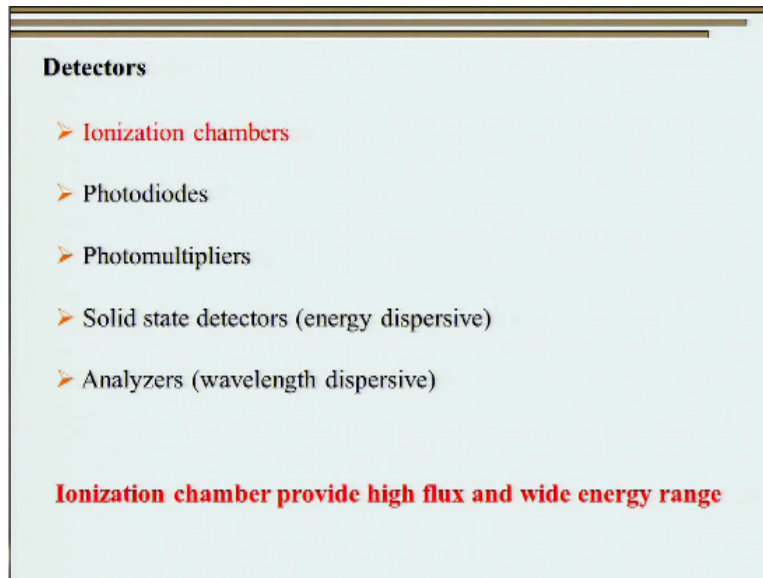 Detectors
➢ Ionization chambers
➢ Photodiodes
➢ Photomultipliers
➢ Solid state detectors (energy dispersive)
➢ Analyzers (wavelength dispersive)
Ionization chamber provide high flux and wide energy range